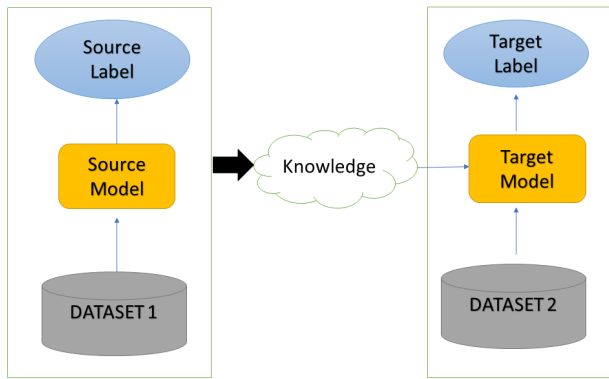 Source
Label
Source
Model
DATASET 1
Knowledge
Target
Label
Target
Model
DATASET 2